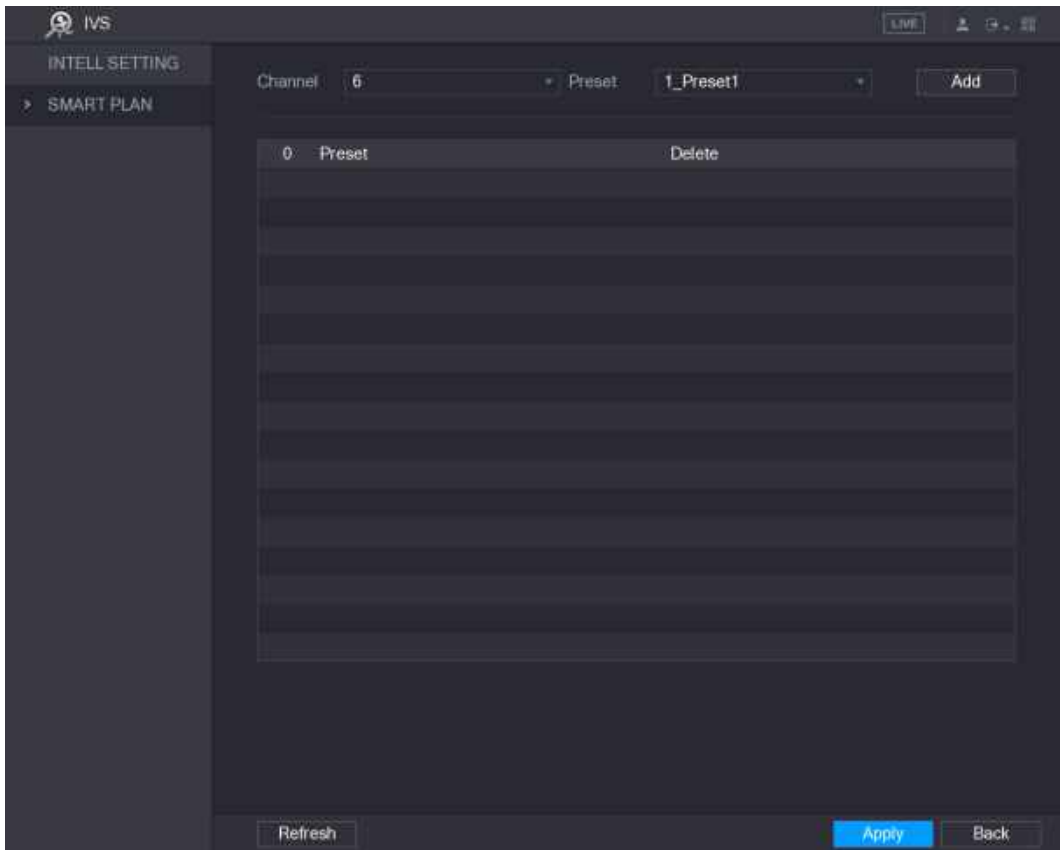 IVS LIVE
INTELL SETTING
Channel 6 Preset 1_Preset1 Add
SMART PLAN
0 Preset Delete
Refresh Apply Back